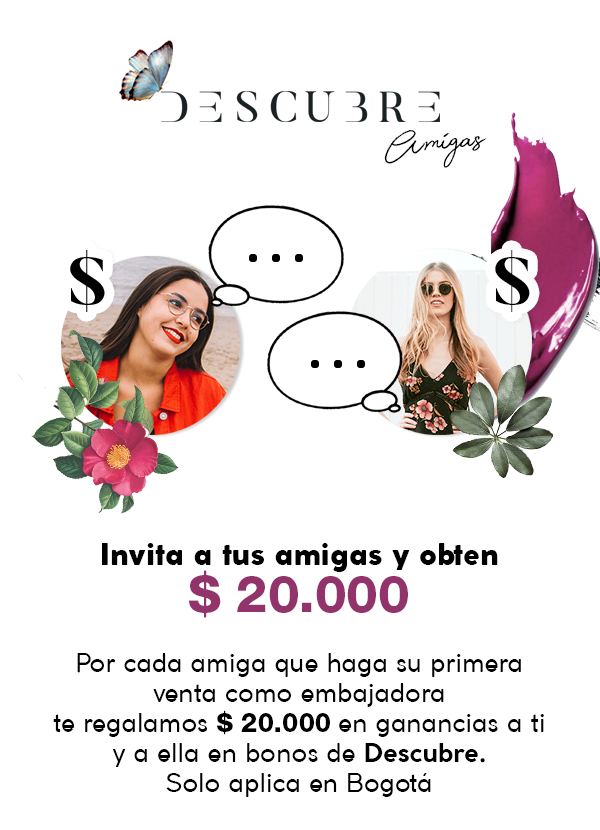 DESCUBRE
Amigas
...
$
$
...
Invita a tus amigas y obten
$ 20.000
Por cada amiga que haga su primera
venta como embajadora
te regalamos $ 20.000 en ganancias a ti
y a ella en bonos de Descubre.
Solo aplica en Bogotá